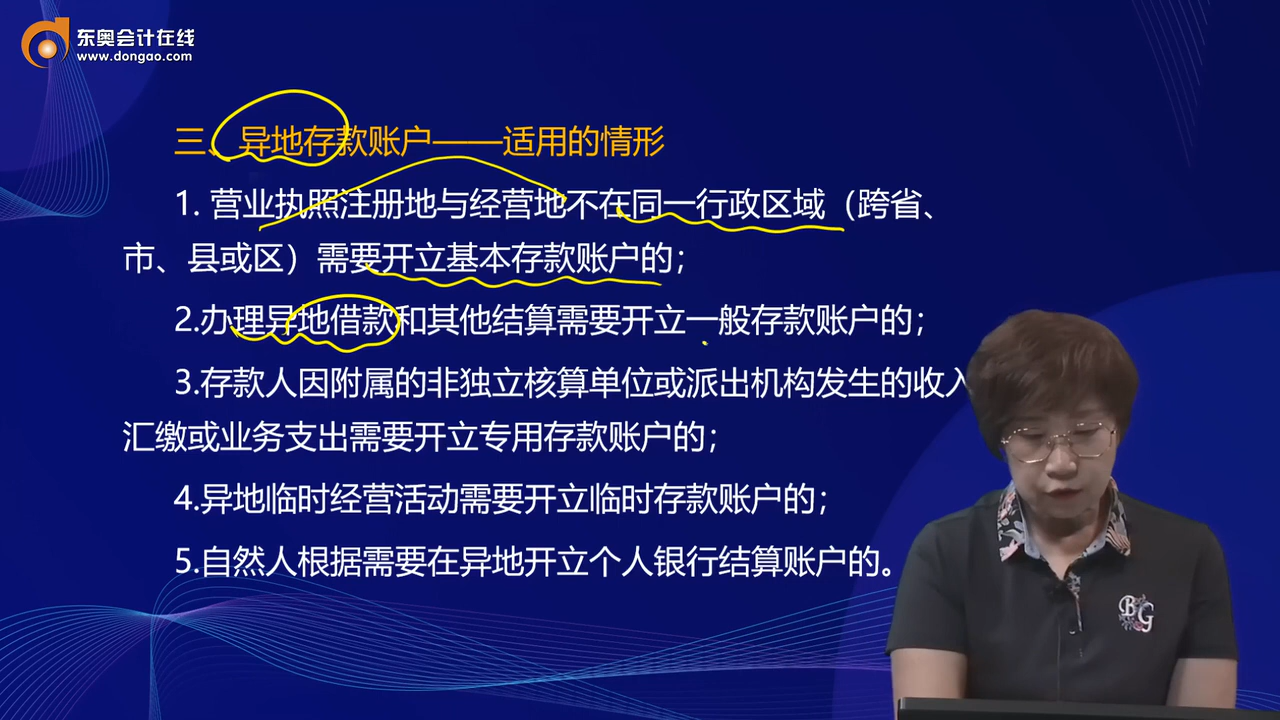 东奥会计在线
www.dongao.com
三、异地存款账户——适用的情形
1. 营业执照注册地与经营地不在同一行政区域（跨省、
市、县或区）需要开立基本存款账户的；
2.办理异地借款和其他结算需要开立一般存款账户的；
3.存款人因附属的非独立核算单位或派出机构发生的收入
汇缴或业务支出需要开立专用存款账户的；
4.异地临时经营活动需要开立临时存款账户的；
5.自然人根据需要在异地开立个人银行结算账户的。
BG